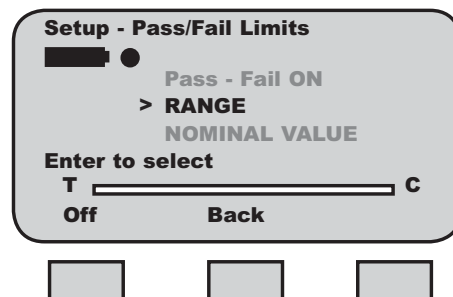 Setup - Pass/Fail Limits
Pass - Fail ON
> RANGE
NOMINAL VALUE
Enter to select
T C
Off Back